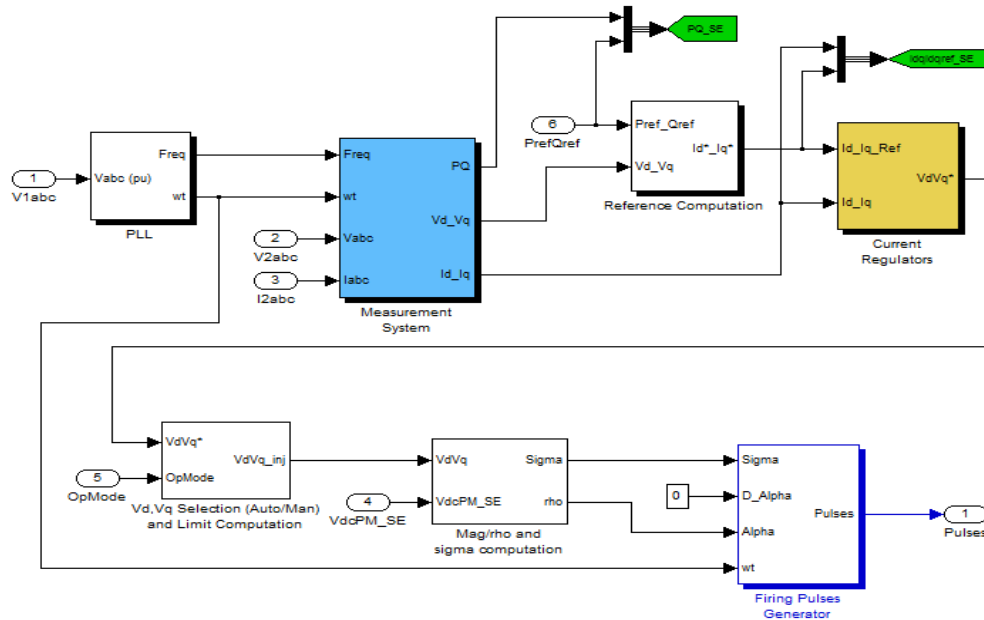 PQ_SE
IdqIdqref_SE
6
PrefQref
Pref_Qref
Id*_Iq*
Vd_Vq
Reference Computation
Id_Iq_Ref
VdVq*
Id_Iq
Current
Regulators
1
V1abc
Vabc (pu)
Freq
wt
PLL
Freq
PQ
wt
Vd_Vq
Vabc
Id_Iq
Iabc
Measurement
System
2
V2abc
3
I2abc
VdVq*
VdVq_inj
OpMode
5
OpMode
Vd,Vq Selection (Auto/Man)
and Limit Computation
VdVq
Sigma
VdcPM_SE
rho
4
VdcPM_SE
Mag/rho and
sigma computation
0
Sigma
D_Alpha
Pulses
Alpha
wt
Firing Pulses
Generator
1
Pulses